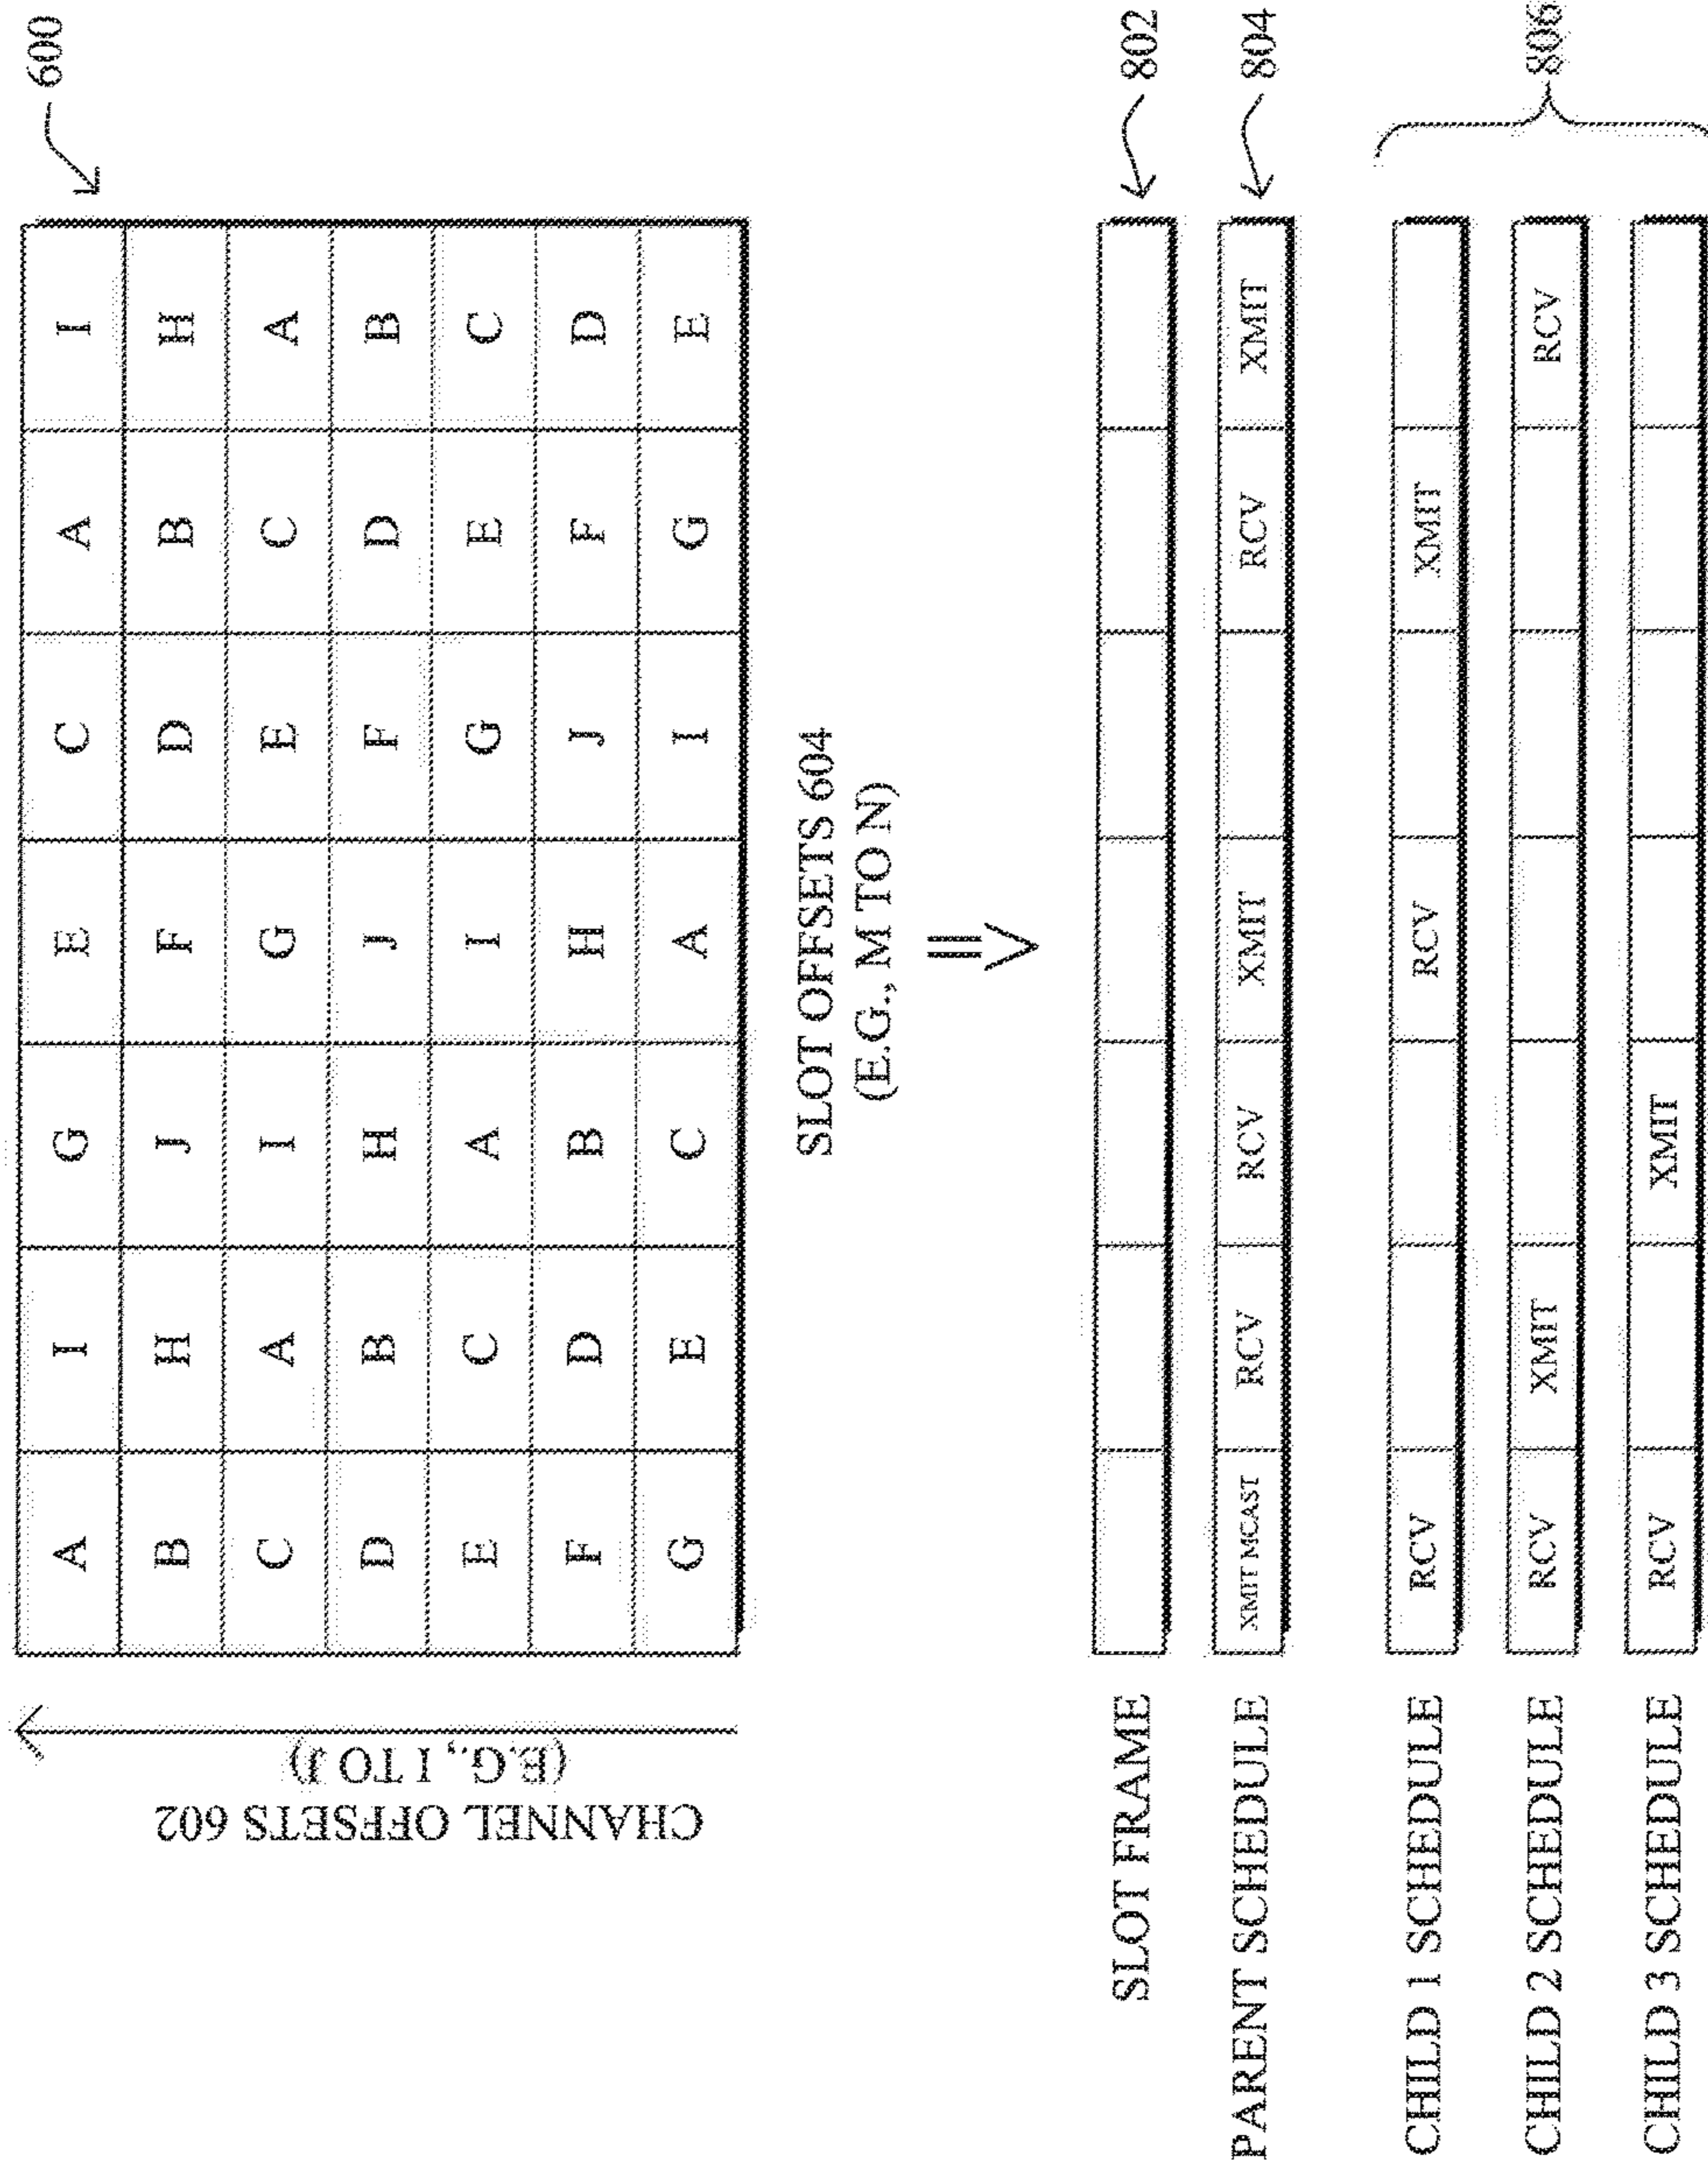 600
CHANNEL OFFSETS 602
(E.G., I TO J)
A I G E C A I
B H J F D B H
C A I G E C A
D B H J F D B
E C A I G E C
F D B H J F D
G E C A I G E
SLOT OFFSETS 604
(E.G., M TO N)
SLOT FRAME 802
PARENT SCHEDULE XMIT MCAST RCV RCV XMIT RCV XMIT 804
CHILD 1 SCHEDULE RCV RCV XMIT
CHILD 2 SCHEDULE RCV XMIT RCV 806
CHILD 3 SCHEDULE RCV XMIT